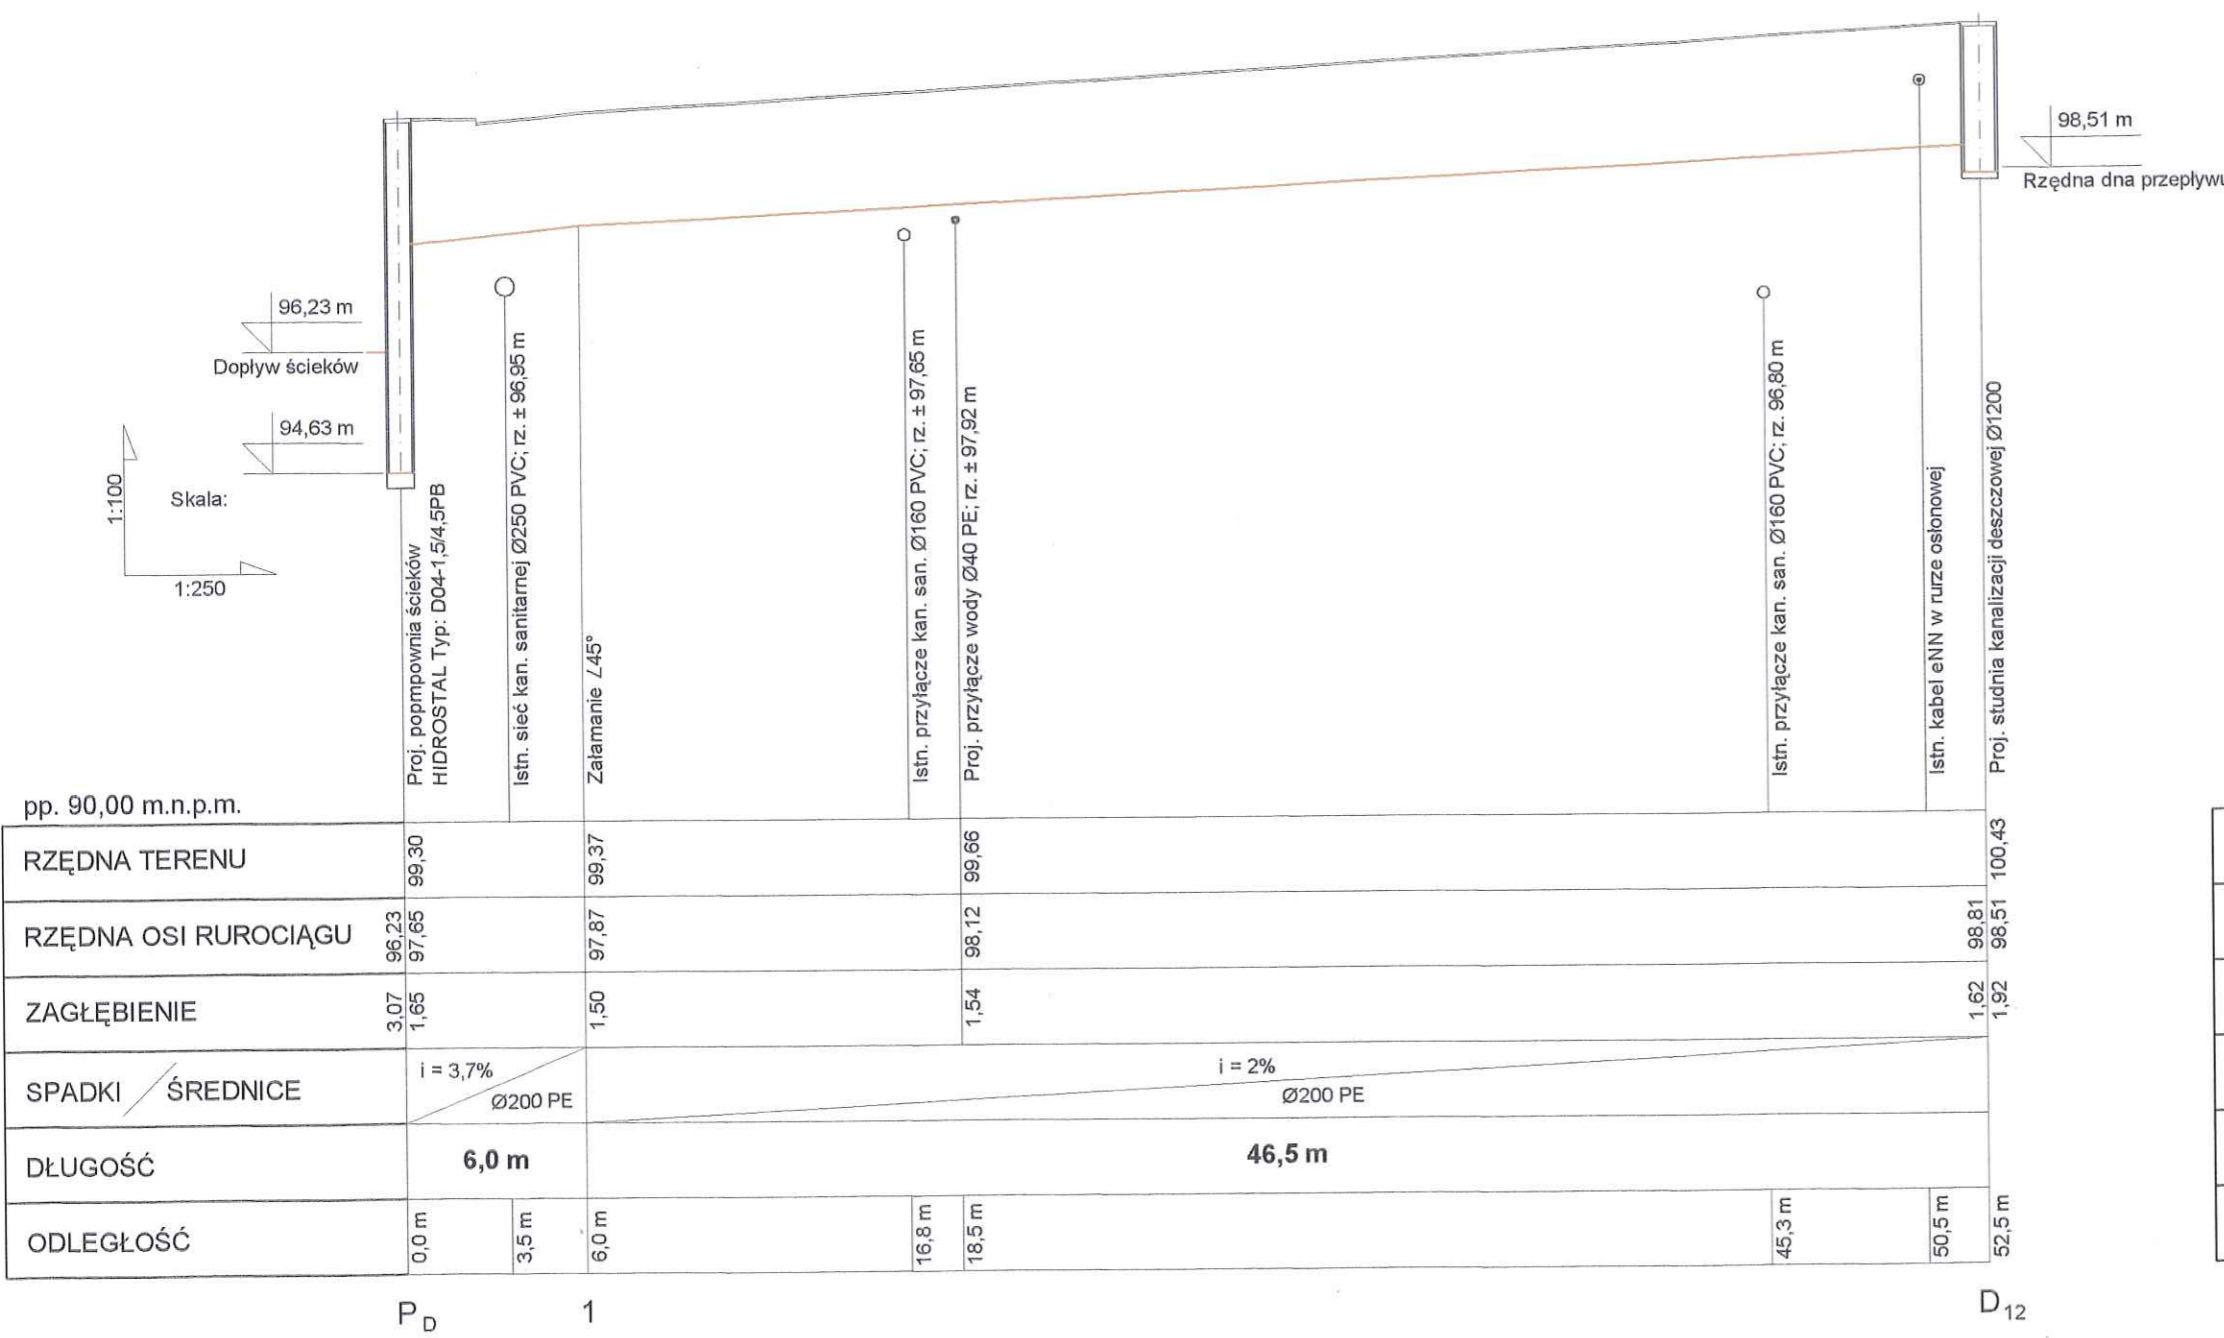 98,51 m
Rzędna dna przepływu
96,23 m
Dopływ ścieków
94,63 m
1:100
Skala:
1:250
Proj. popmpownia ścieków
HIDROSTAL Typ: D04-1,5/4,5PB
Istn. sieć kan. sanitarnej Ø250 PVC; rz. ± 96,95 m
Załamanie ∠45°
Istn. przyłącze kan. san. Ø160 PVC; rz. ± 97,65 m
Proj. przyłącze wody Ø40 PE; rz. ± 97,92 m
Istn. przyłącze kan. san. Ø160 PVC; rz. 96,80 m
Istn. kabel eNN w rurze osłonowej
Proj. studnia kanalizacji deszczowej Ø1200
pp. 90,00 m.n.p.m.
RZĘDNA TERENU 99,30 99,37 99,66 100,43
RZĘDNA OSI RUROCIĄGU 96,23 97,65 97,87 98,12 98,81 98,51
ZAGŁĘBIENIE 3,07 1,65 1,50 1,54 1,62 1,92
SPADKI / ŚREDNICE i = 3,7% Ø200 PE i = 2% Ø200 PE
DŁUGOŚĆ 6,0 m 46,5 m
ODLEGŁOŚĆ 0,0 m 3,5 m 6,0 m 16,8 m 18,5 m 45,3 m 50,5 m 52,5 m
P D 1 D 12